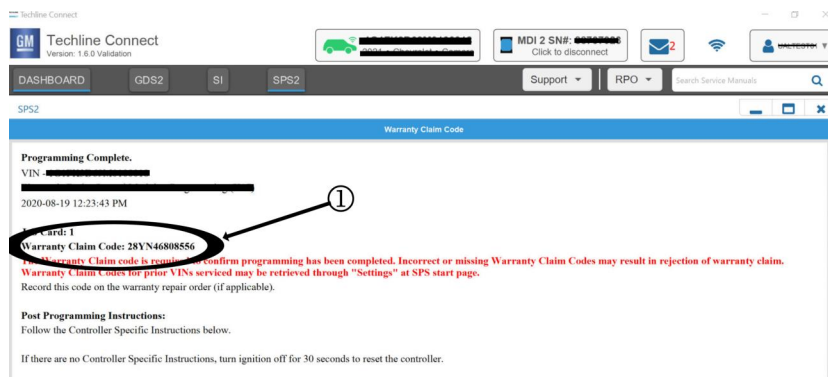 Techline Connect
GM Techline Connect
Version: 1.6.0 Validation
MDI 2 SN#:
Click to disconnect
2
DASHBOARD GDS2 SI SPS2 Support RPO Search Service Manuals
SPS2
Warranty Claim Code
Programming Complete.
VIN -
2020-08-19 12:23:43 PM
1
Card: 1
Warranty Claim Code: 28YN46808556
The Warranty Claim code is required to confirm programming has been completed. Incorrect or missing Warranty Claim Codes may result in rejection of warranty claim.
Warranty Claim Codes for prior VINs serviced may be retrieved through "Settings" at SPS start page.
Record this code on the warranty repair order (if applicable).
Post Programming Instructions:
Follow the Controller Specific Instructions below.
If there are no Controller Specific Instructions, turn ignition off for 30 seconds to reset the controller.